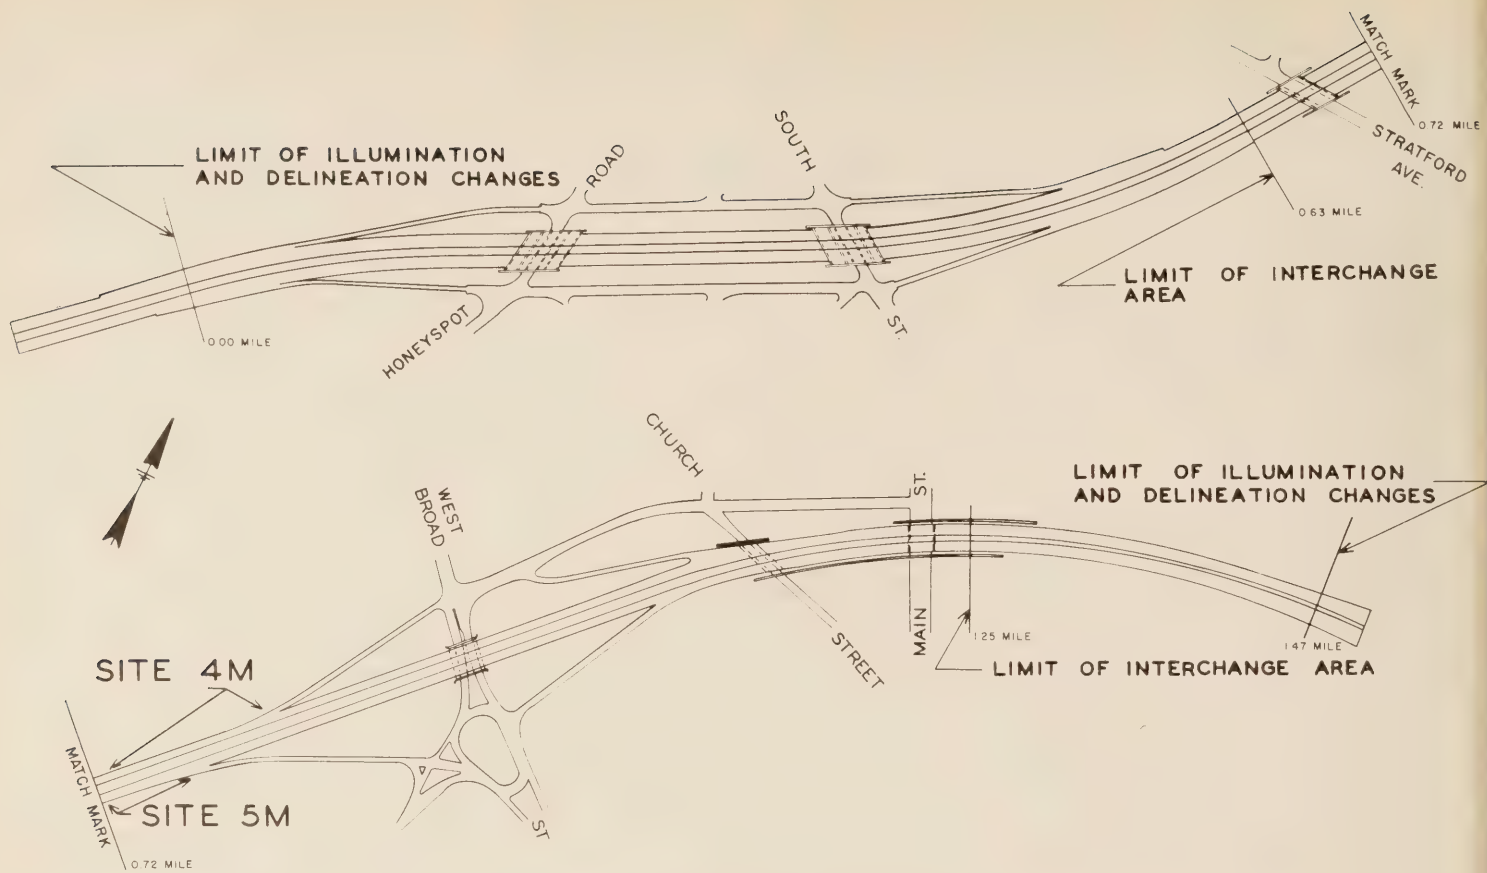 MATCH MARK
0.72 MILE
STRATFORD
AVE.
LIMIT OF ILLUMINATION
AND DELINEATION CHANGES
ROAD
SOUTH
0.63 MILE
LIMIT OF INTERCHANGE
AREA
0.00 MILE
HONEYSPOT
ST.
CHURCH
WEST
BROAD
ST.
LIMIT OF ILLUMINATION
AND DELINEATION CHANGES
MAIN
1.25 MILE
STREET
1.47 MILE
LIMIT OF INTERCHANGE AREA
SITE 4M
MATCH MARK
SITE 5M
ST
0.72 MILE